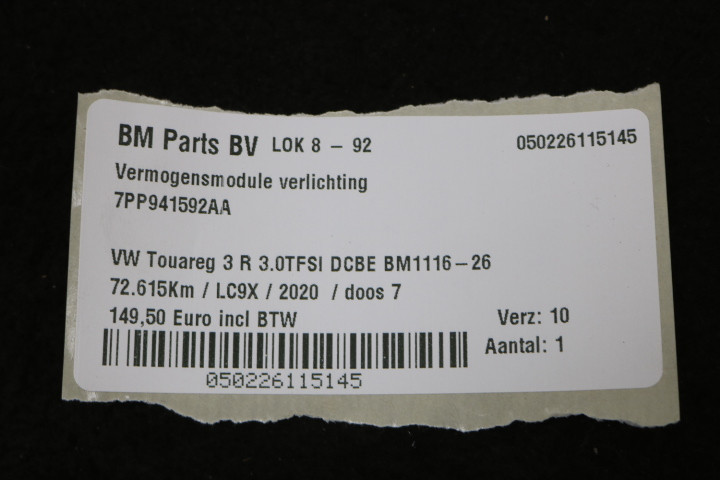 BM Parts BV LOK 8 – 92 050226115145
Vermogensmodule verlichting
7PP941592AA
VW Touareg 3 R 3.0TFSI DCBE BM1116–26
72.615Km / LC9X / 2020 / doos 7
149,50 Euro incl BTW Verz: 10
Aantal: 1
050226115145